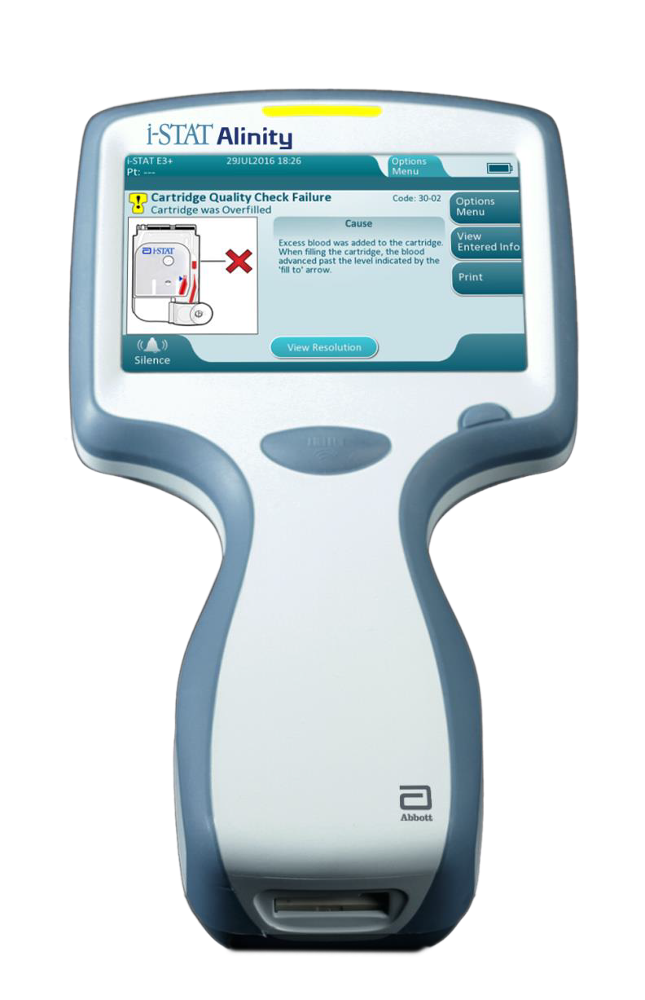 i-STAT Alinity
i-STAT E3+ 29JUL2016 18:26 Options
Menu
Pt: ---
Cartridge Quality Check Failure Code: 30-02
Cartridge was Overfilled
Options
Menu
Cause
View
Entered Info
Excess blood was added to the cartridge.
When filling the cartridge, the blood
advanced past the level indicated by the
'fill to' arrow.
i-STAT
Print
View Resolution
Silence
Abbott